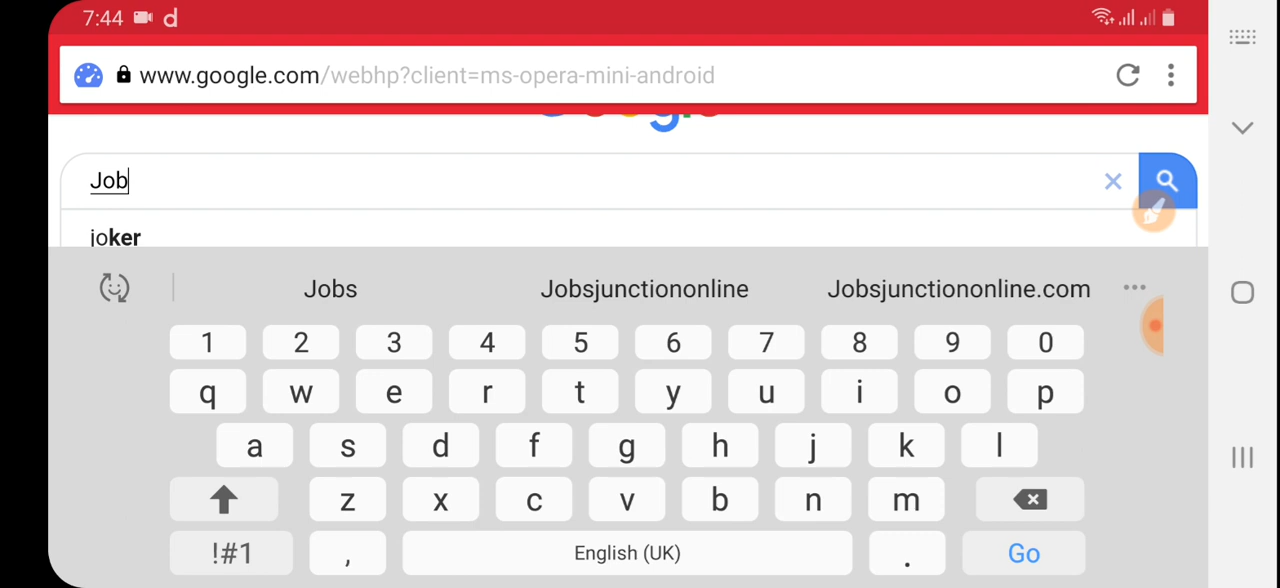 7:44 d
www.google.com/webhp?client=ms-opera-mini-android
Job
joker
Jobs Jobsjunctiononline Jobsjunctiononline.com
1 2 3 4 5 6 7 8 9 0
q w e r t y u i o p
a s d f g h j k l
z x c v b n m
!#1 , English (UK) . Go